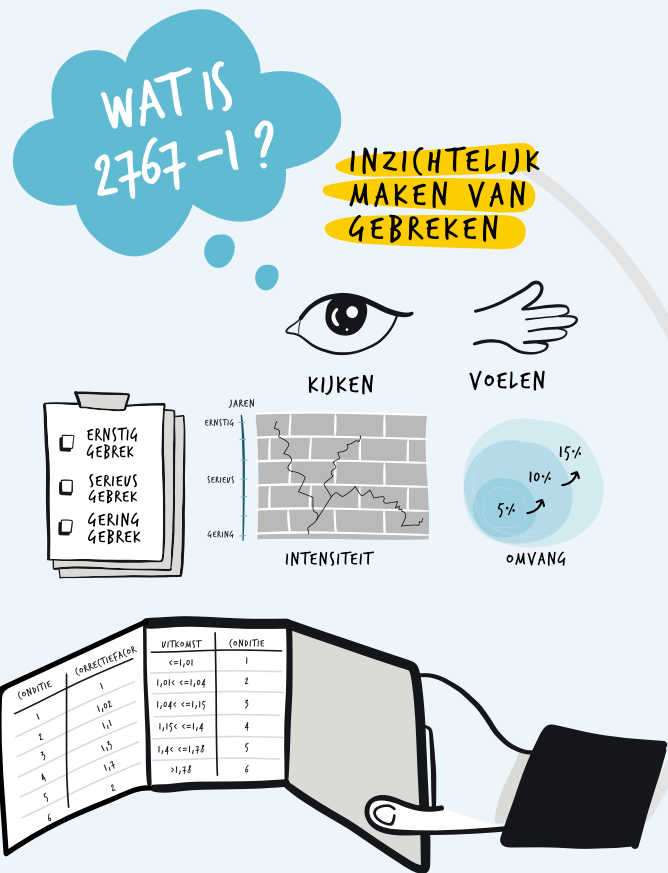 WAT IS
2767-1?
INZICHTELIJK
MAKEN VAN
GEBREKEN
KIJKEN
VOELEN
ERNSTIG
GEBREK
SERIEUS
GEBREK
GERING
GEBREK
JAREN
ERNSTIG
SERIEUS
GERING
INTENSITEIT
15%
10%
5%
OMVANG
CONDITIE CORRECTIEFACOR
1 1
2 1,02
3 1,1
4 1,3
5 1,7
6 2
UITKOMST CONDITIE
<=1,01 1
1,01< <=1,04 2
1,04< <=1,15 3
1,15< <=1,4 4
1,4< <=1,78 5
>1,78 6